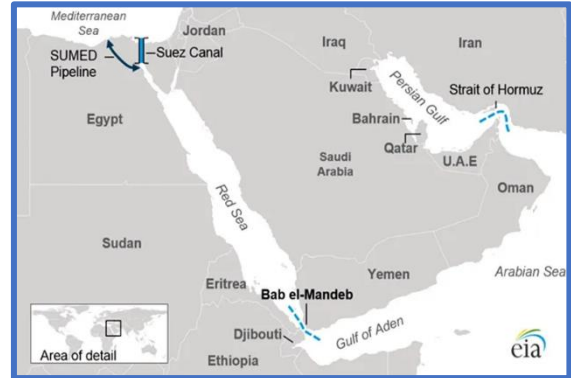 Mediterranean
Sea
Jordan
Iraq
Iran
SUMED
Pipeline
Suez Canal
Kuwait
Persian Gulf
Strait of Hormuz
Egypt
Bahrain
Qatar
Saudi
Arabia
U.A.E
Oman
Red Sea
Sudan
Yemen
Arabian Sea
Eritrea
Bab el-Mandeb
Djibouti
Gulf of Aden
Ethiopia
Area of detail
eia